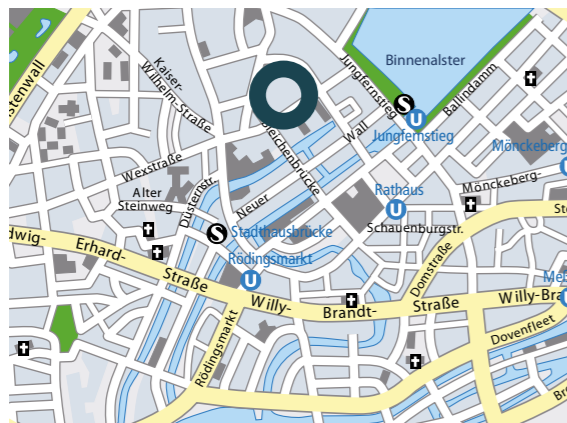 Binnenalster
Kaiser-
Wilhelm-Straße
Jungfernstieg
Ballindamm
stenwall
S
U
Jungfernstieg
leichenbrücke
Wall
Mönckeberg
Wexstraße
Alter
Steinweg
Düsternstr.
Neuer
Rathaus
U
Mönckeberg-
S
Stadthausbrücke
Schauenburgstr.
dwig-
Erhard-
Straße
Rödingsmarkt
U
Domstraße
Willy-
Brandt-
Straße
Willy-Bra
Rödingsmarkt
Dovenfleet